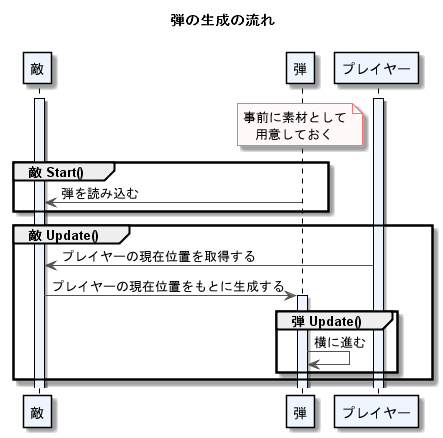 弾の生成の流れ
敵
弾
プレイヤー
事前に素材として
用意しておく
敵 Start()
弾を読み込む
敵 Update()
プレイヤーの現在位置を取得する
プレイヤーの現在位置をもとに生成する
弾 Update()
横に進む
敵
弾
プレイヤー